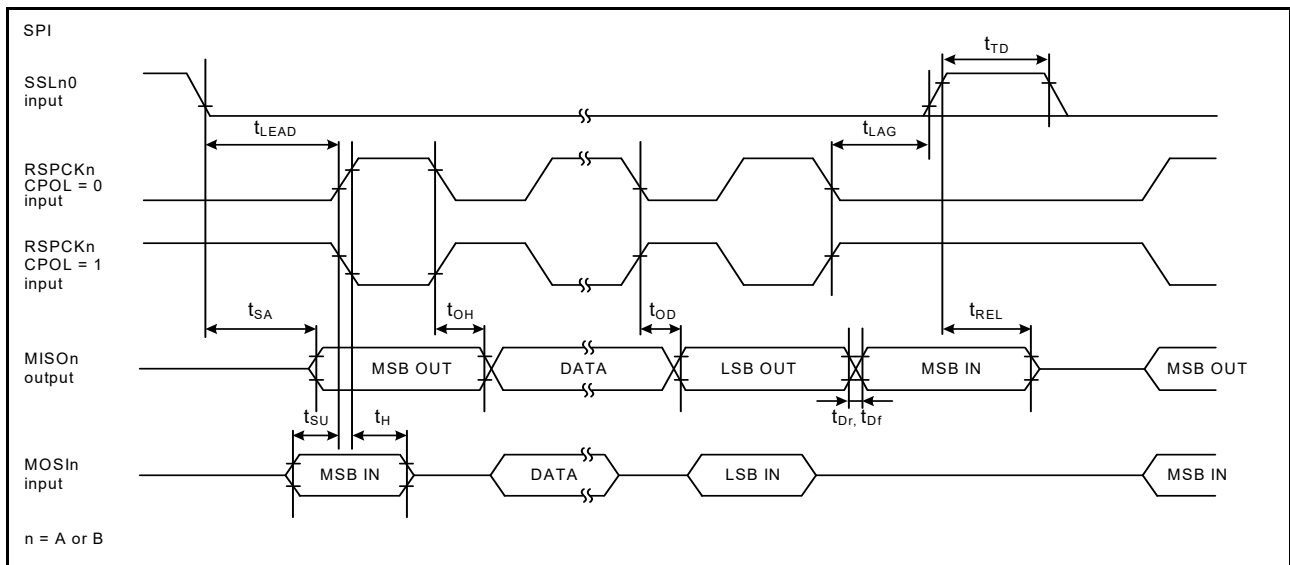 SPI
SSLn0
input
tTD
tLEAD
tLAG
RSPCKn
CPOL = 0
input
RSPCKn
CPOL = 1
input
tSA
tOH
tOD
tREL
MISOn
output
MSB OUT
DATA
LSB OUT
MSB IN
MSB OUT
tSU
tH
tDr, tDf
MOSIn
input
MSB IN
DATA
LSB IN
MSB IN
n = A or B